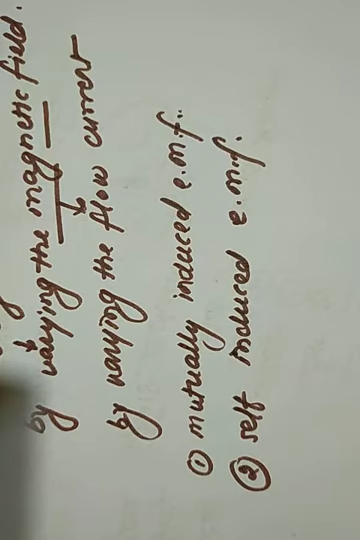 by varying the magnetic field.
by varying the flow current
① mutually induced e.m.f.
② self induced e.m.f.